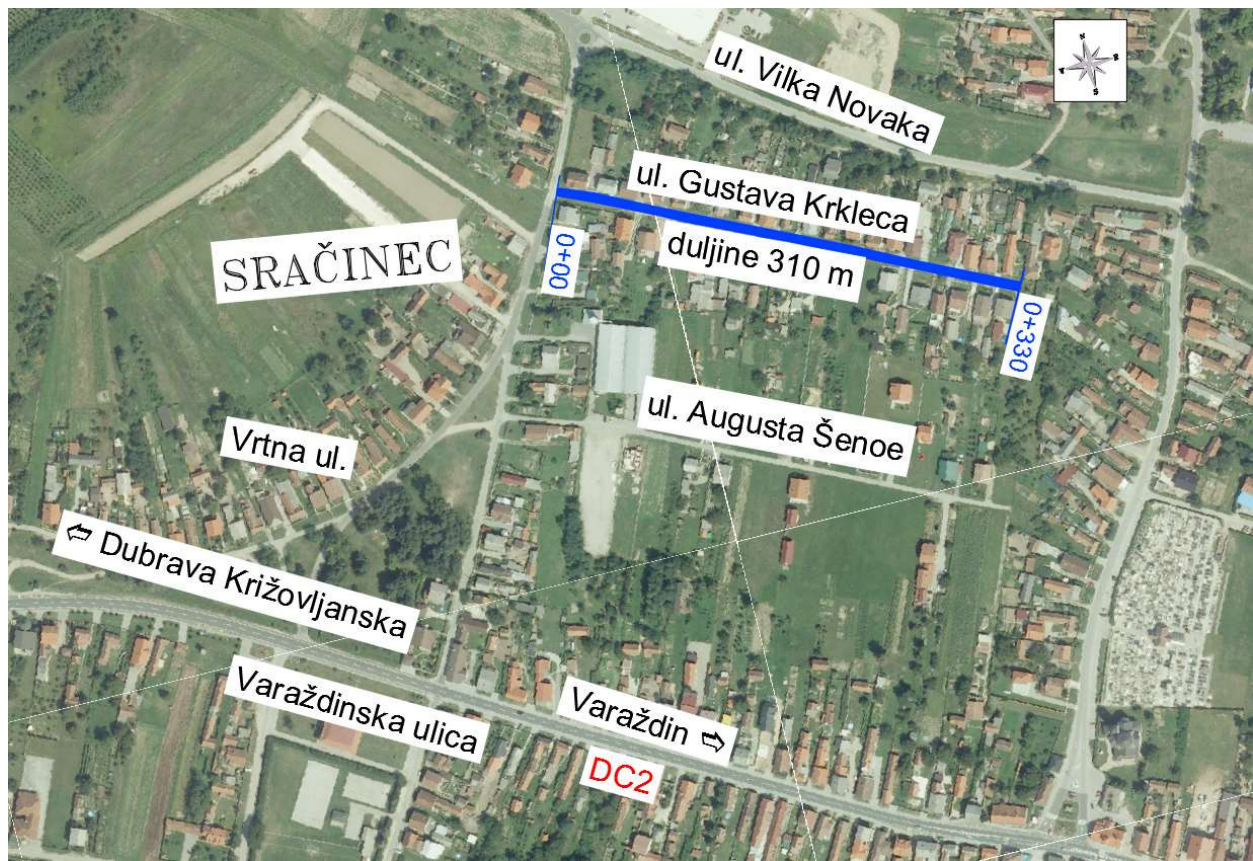 ul. Vilka Novaka
ul. Gustava Krkleca
duljine 310 m
SRAČINEC
0+00
0+330
ul. Augusta Šenoe
Vrtna ul.
⇦ Dubrava Križovljanska
Varaždinska ulica
Varaždin ⇨
DC2